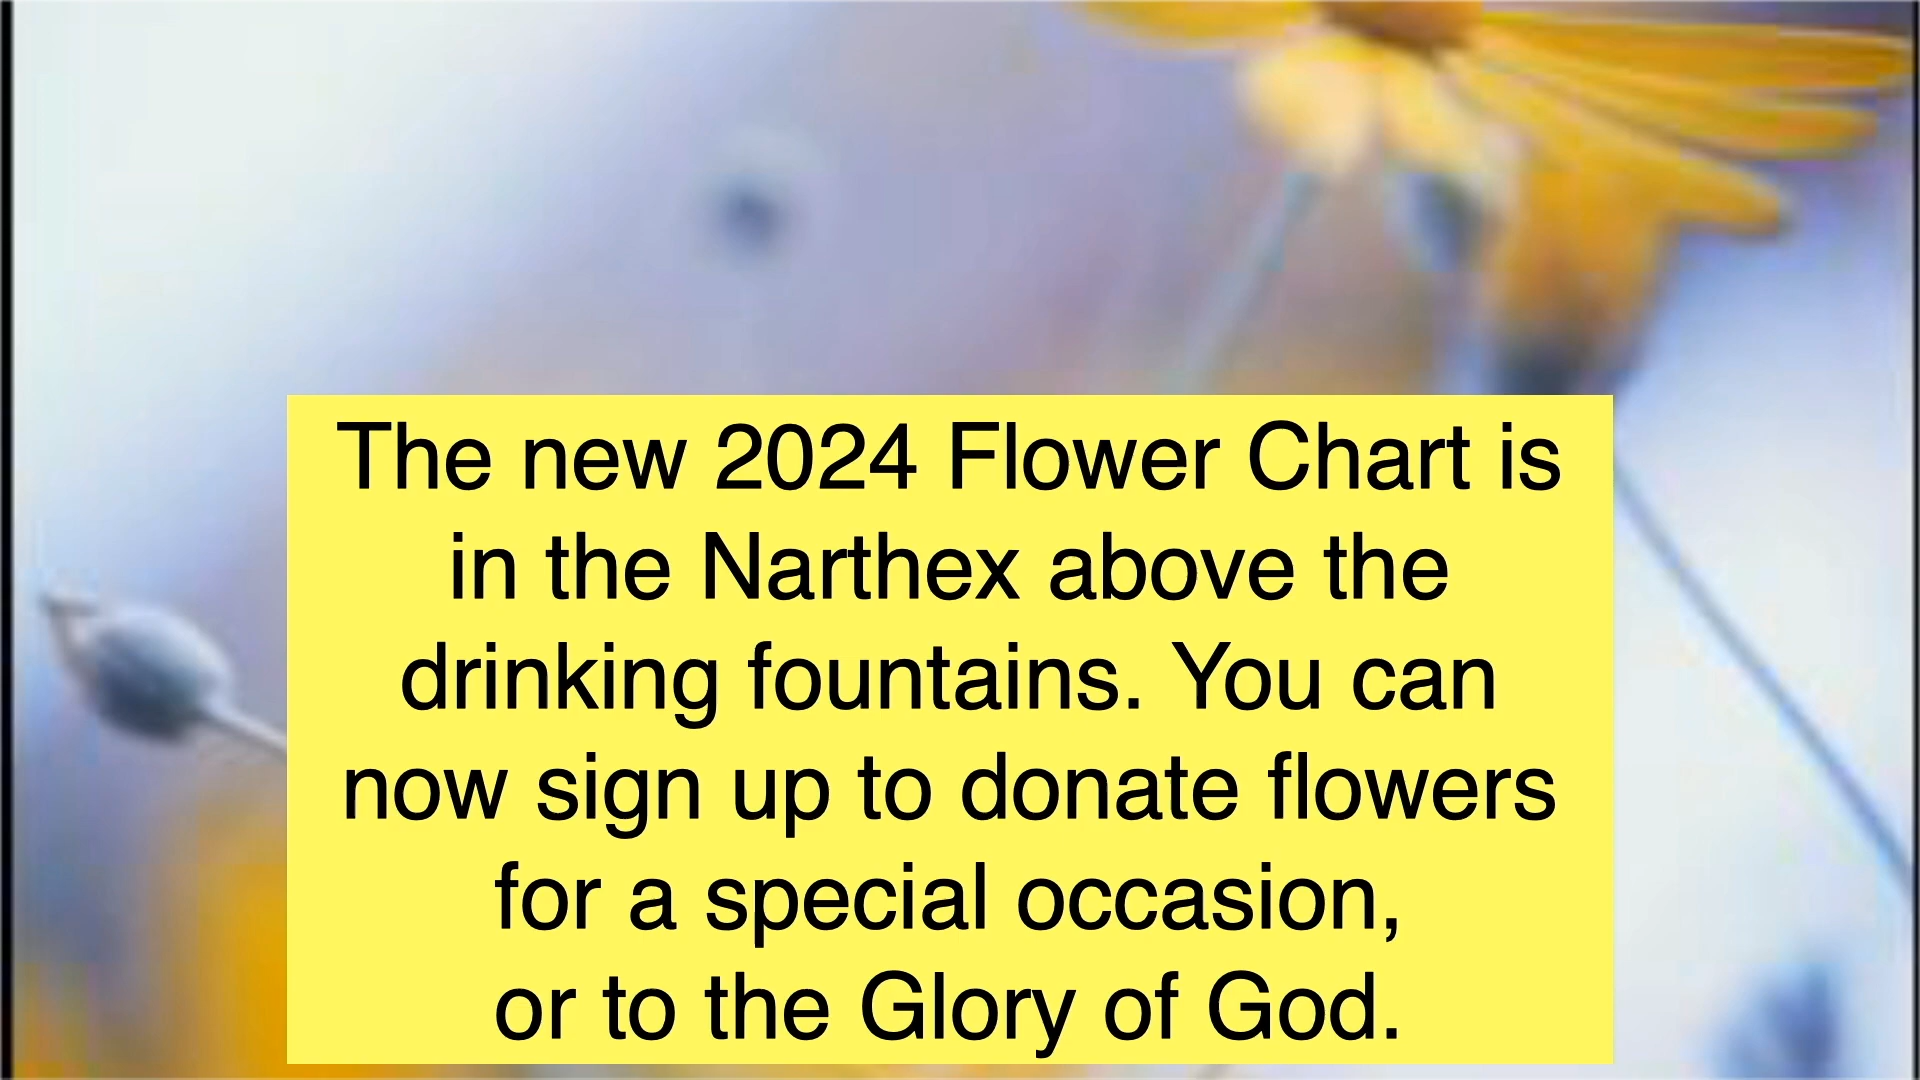 The new 2024 Flower Chart is
in the Narthex above the
drinking fountains. You can
now sign up to donate flowers
for a special occasion,
or to the Glory of God.